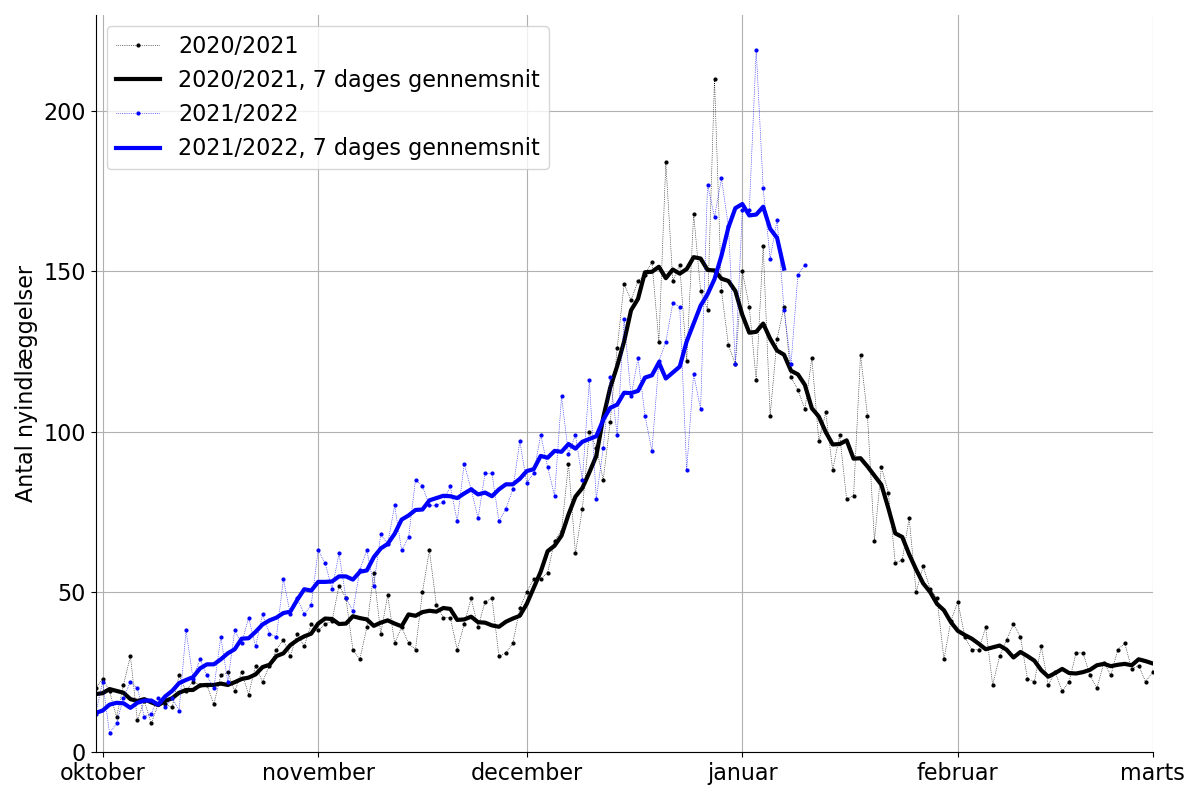 2020/2021
2020/2021, 7 dages gennemsnit
2021/2022
2021/2022, 7 dages gennemsnit
Antal nyindlæggelser
200
150
100
50
0
oktober november december januar februar marts